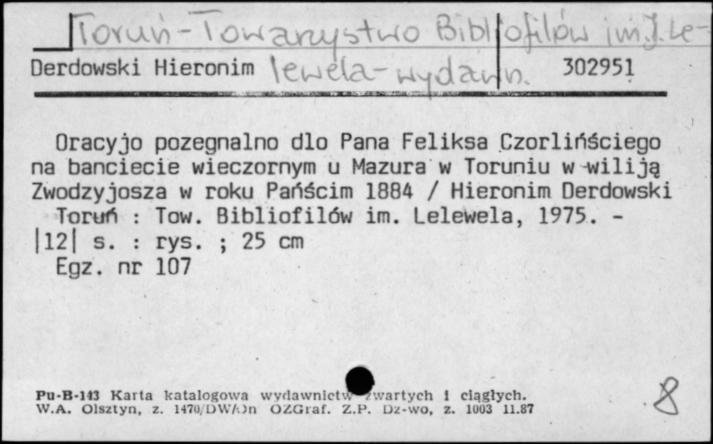 Toruń - Towarzystwo Bibliofilów im. J. Le-
Derdowski Hieronim lewela - wydawn. 302951
Oracyjo pozegnalno dlo Pana Feliksa Czorlińściego
na banciecie wieczornym u Mazura w Toruniu w wiliją
Zwodzyjosza w roku Pańścim 1884 / Hieronim Derdowski
Toruń : Tow. Bibliofilów im. Lelewela, 1975. -
|12| s. : rys. ; 25 cm
Egz. nr 107
Pu-B-143 Karta katalogowa wydawnictw zwartych i ciągłych.
W.A. Olsztyn, z. 1470/DW/Dn OZGraf. Z.P. Dz-wo, z. 1003 11.87
8